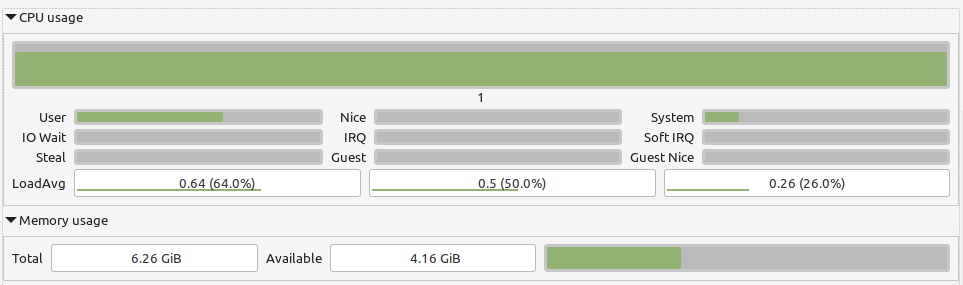 CPU usage
1
User Nice System
IO Wait IRQ Soft IRQ
Steal Guest Guest Nice
LoadAvg 0.64 (64.0%) 0.5 (50.0%) 0.26 (26.0%)
Memory usage
Total 6.26 GiB Available 4.16 GiB